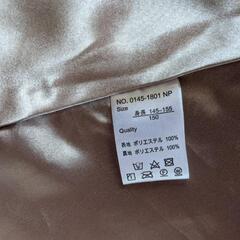 NO. 0145-1801 NP
Size 身長 145-155
150
Quality
表地 ポリエステル 100%
裏地 ポリエステル 100%